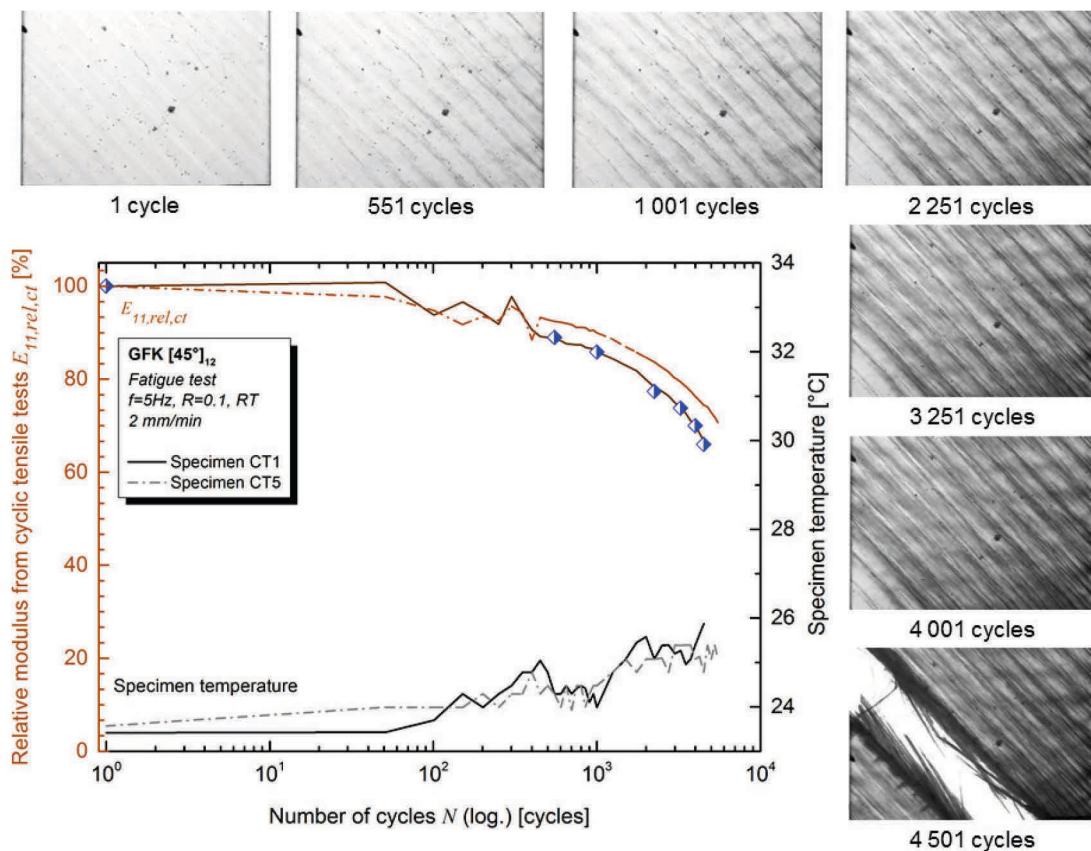 1 cycle
551 cycles
1 001 cycles
2 251 cycles
3 251 cycles
4 001 cycles
4 501 cycles
Relative modulus from cyclic tensile tests E11,rel,ct [%]
100
80
60
40
20
0
E11,rel,ct
GFK [45°]12
Fatigue test
f=5Hz, R=0.1, RT
2 mm/min
Specimen CT1
Specimen CT5
Specimen temperature
34
32
30
28
26
24
Specimen temperature [°C]
10^0
10^1
10^2
10^3
10^4
Number of cycles N (log.) [cycles]